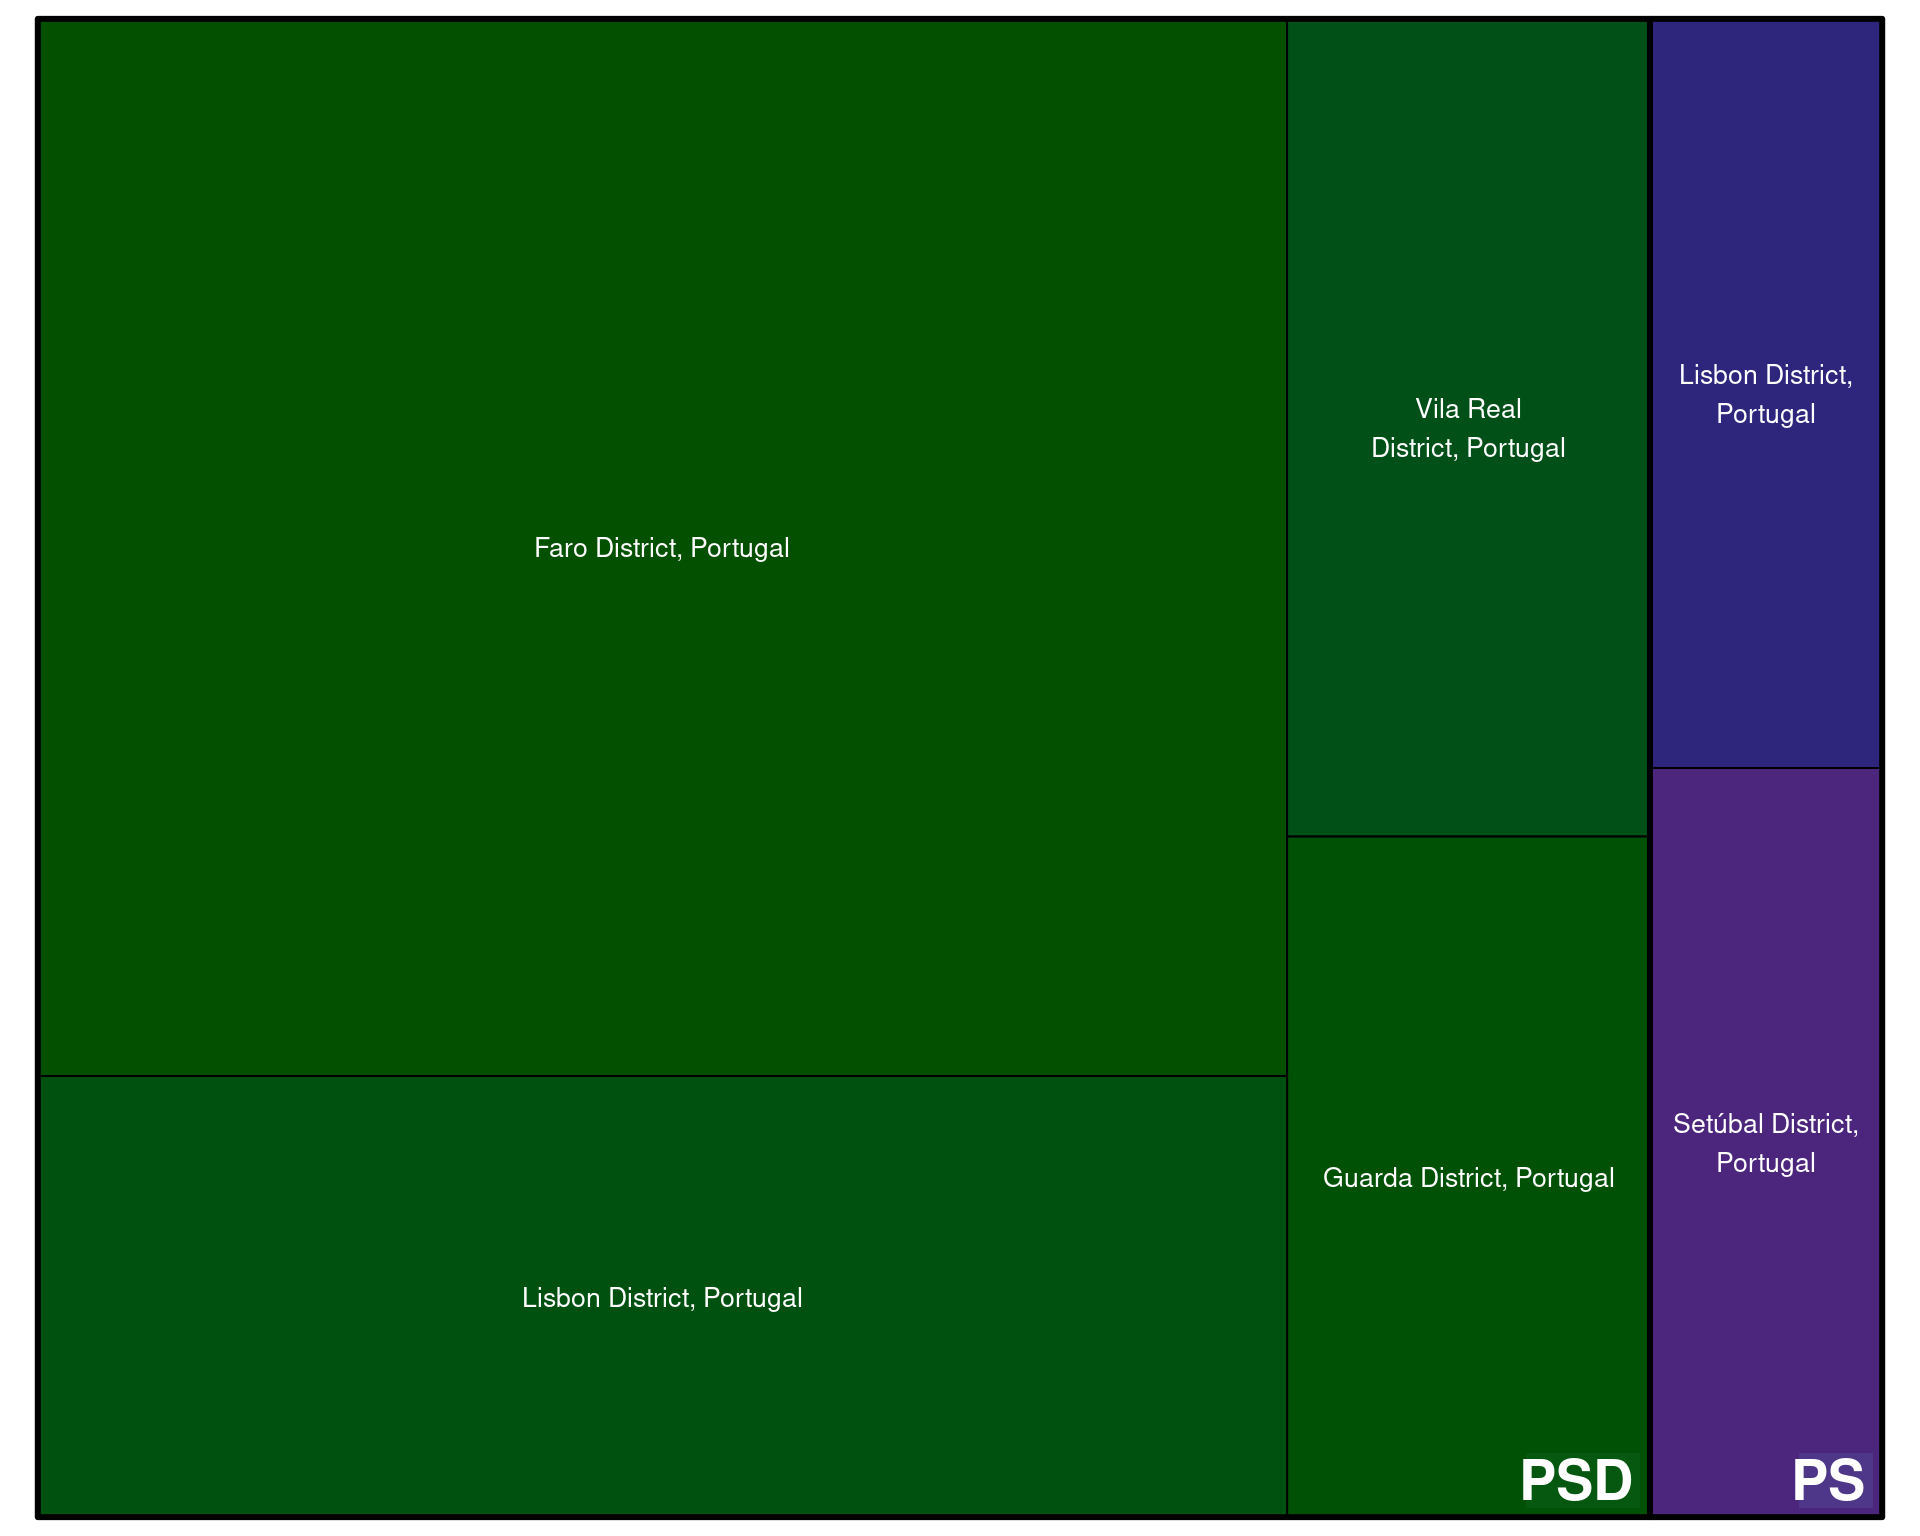 Faro District, Portugal
Lisbon District, Portugal
Vila Real
District, Portugal
Guarda District, Portugal
PSD
Lisbon District,
Portugal
Setúbal District,
Portugal
PS